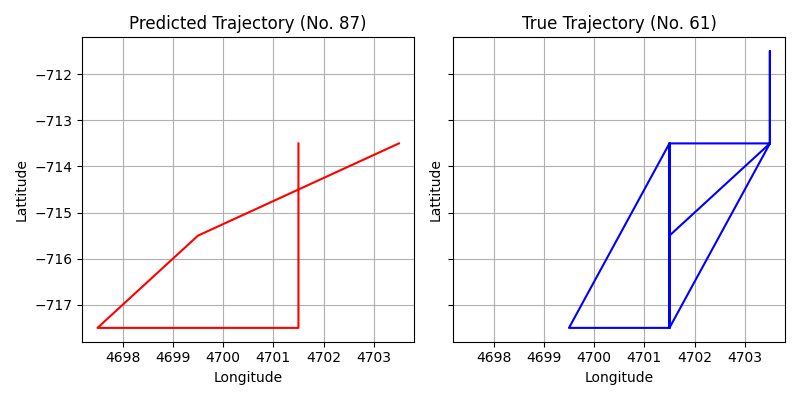 Predicted Trajectory (No. 87)
True Trajectory (No. 61)
−712
−713
−714
−715
−716
−717
Lattitude
Lattitude
4698 4699 4700 4701 4702 4703
4698 4699 4700 4701 4702 4703
Longitude
Longitude